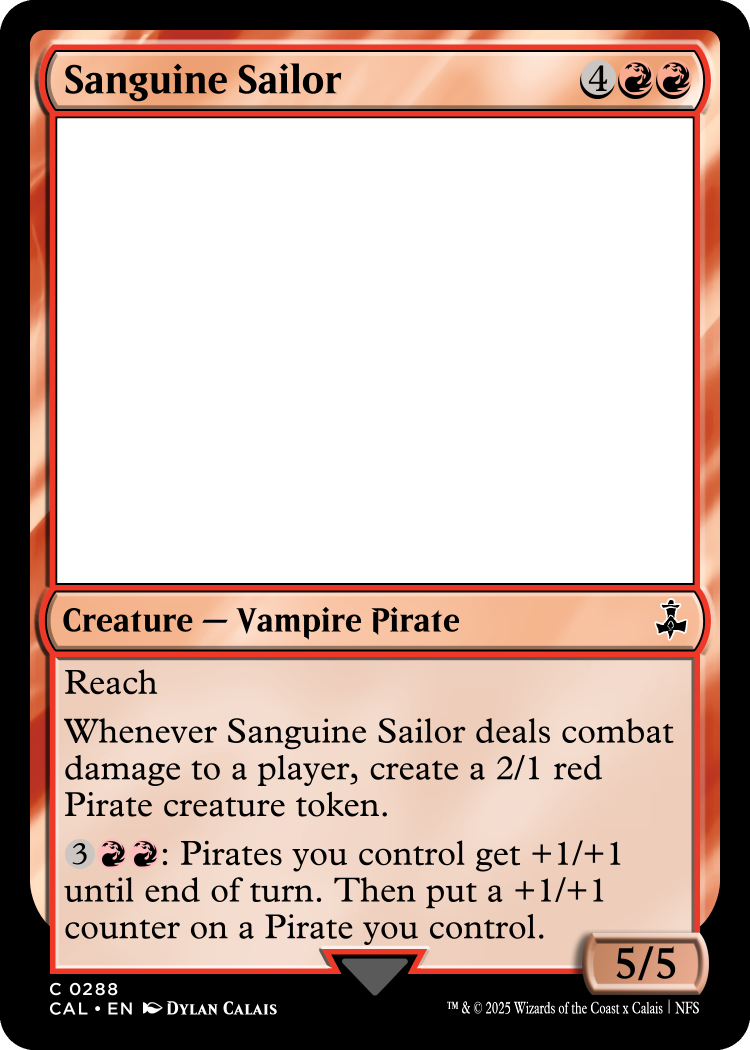 Sanguine Sailor 4
Creature — Vampire Pirate
Reach
Whenever Sanguine Sailor deals combat
damage to a player, create a 2/1 red
Pirate creature token.
3 : Pirates you control get +1/+1
until end of turn. Then put a +1/+1
counter on a Pirate you control.
5/5
C 0288
CAL • EN DYLAN CALAIS
™ & © 2025 Wizards of the Coast x Calais | NFS